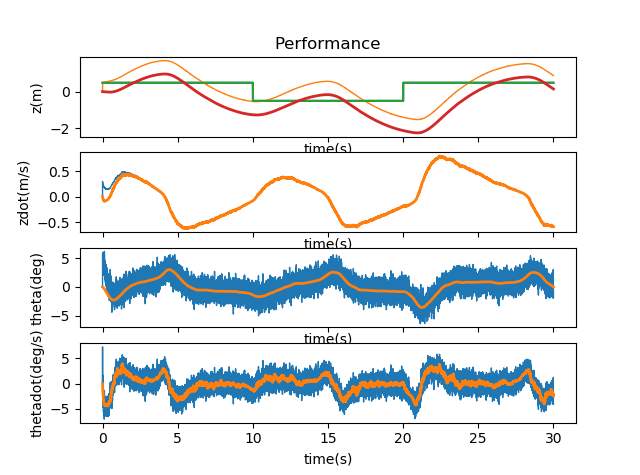 Performance
z(m)
0
−2
time(s)
zdot(m/s)
0.5
0.0
−0.5
time(s)
theta(deg)
5
0
−5
time(s)
thetadot(deg/s)
5
0
−5
0 5 10 15 20 25 30
time(s)